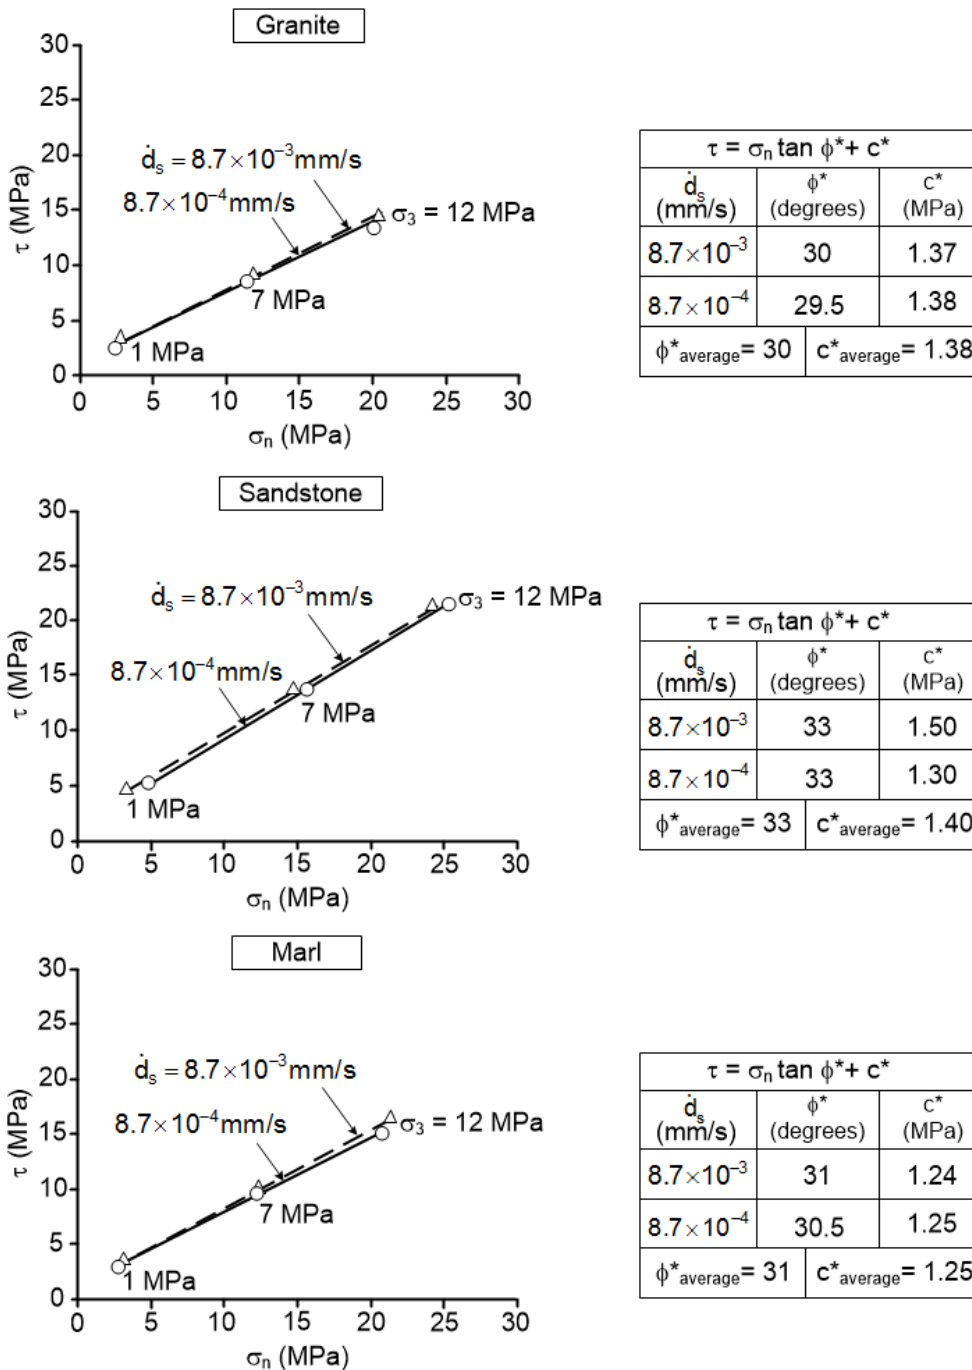 Granite
30
25
20
15
10
5
0
τ (MPa)
ḋs = 8.7×10⁻³mm/s
8.7×10⁻⁴mm/s
σ3 = 12 MPa
7 MPa
1 MPa
0 5 10 15 20 25 30
σn (MPa)
τ = σn tan ϕ*+ c*
ḋs (mm/s) ϕ* (degrees) c* (MPa)
8.7×10⁻³ 30 1.37
8.7×10⁻⁴ 29.5 1.38
ϕ*average= 30 c*average= 1.38
Sandstone
30
25
20
15
10
5
0
τ (MPa)
ḋs = 8.7×10⁻³mm/s
8.7×10⁻⁴mm/s
σ3 = 12 MPa
7 MPa
1 MPa
0 5 10 15 20 25 30
σn (MPa)
τ = σn tan ϕ*+ c*
ḋs (mm/s) ϕ* (degrees) c* (MPa)
8.7×10⁻³ 33 1.50
8.7×10⁻⁴ 33 1.30
ϕ*average= 33 c*average= 1.40
Marl
30
25
20
15
10
5
0
τ (MPa)
ḋs = 8.7×10⁻³mm/s
8.7×10⁻⁴mm/s
σ3 = 12 MPa
7 MPa
1 MPa
0 5 10 15 20 25 30
σn (MPa)
τ = σn tan ϕ*+ c*
ḋs (mm/s) ϕ* (degrees) c* (MPa)
8.7×10⁻³ 31 1.24
8.7×10⁻⁴ 30.5 1.25
ϕ*average= 31 c*average= 1.25